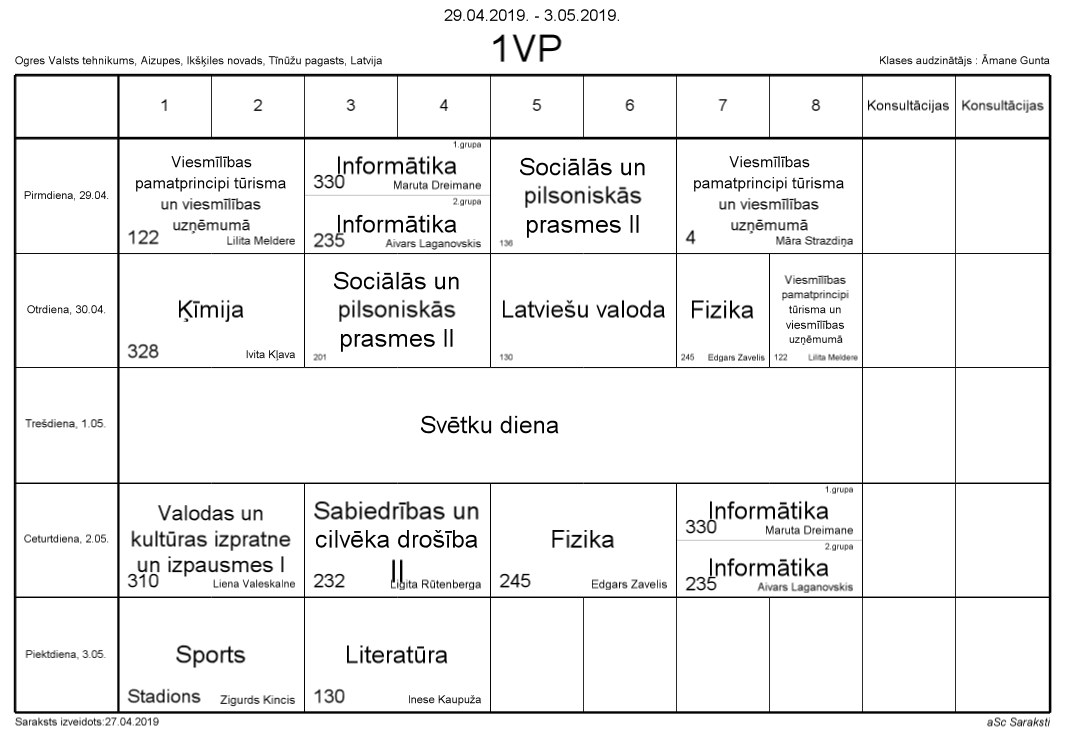 29.04.2019. - 3.05.2019.
1VP
Ogres Valsts tehnikums, Aizupes, Ikšķiles novads, Tīnūžu pagasts, Latvija
Klases audzinātājs : Āmane Gunta
1 2 3 4 5 6 7 8 Konsultācijas Konsultācijas
Pirmdiena, 29.04.
Viesmīlības
pamatprincipi tūrisma
un viesmīlības
uzņēmumā
122 Lilita Meldere
1.grupa
Informātika
330 Maruta Dreimane
2.grupa
Informātika
235 Aivars Laganovskis
Sociālās un
pilsoniskās
prasmes II
136
Viesmīlības
pamatprincipi tūrisma
un viesmīlības
uzņēmumā
4 Māra Strazdiņa
Otrdiena, 30.04.
Ķīmija
328 Ivita Kļava
Sociālās un
pilsoniskās
prasmes II
201
Latviešu valoda
130
Fizika
245 Edgars Zavelis
Viesmīlības
pamatprincipi
tūrisma un
viesmīlības
uzņēmumā
122 Lilita Meldere
Trešdiena, 1.05.
Svētku diena
Ceturtdiena, 2.05.
Valodas un
kultūras izpratne
un izpausmes I
310 Liena Valeskalne
Sabiedrības un
cilvēka drošība
II
232 Ligita Rūtenberga
Fizika
245 Edgars Zavelis
1.grupa
Informātika
330 Maruta Dreimane
2.grupa
Informātika
235 Aivars Laganovskis
Piektdiena, 3.05.
Sports
Stadions Zigurds Kincis
Literatūra
130 Inese Kaupuža
Saraksts izveidots:27.04.2019
aSc Saraksti